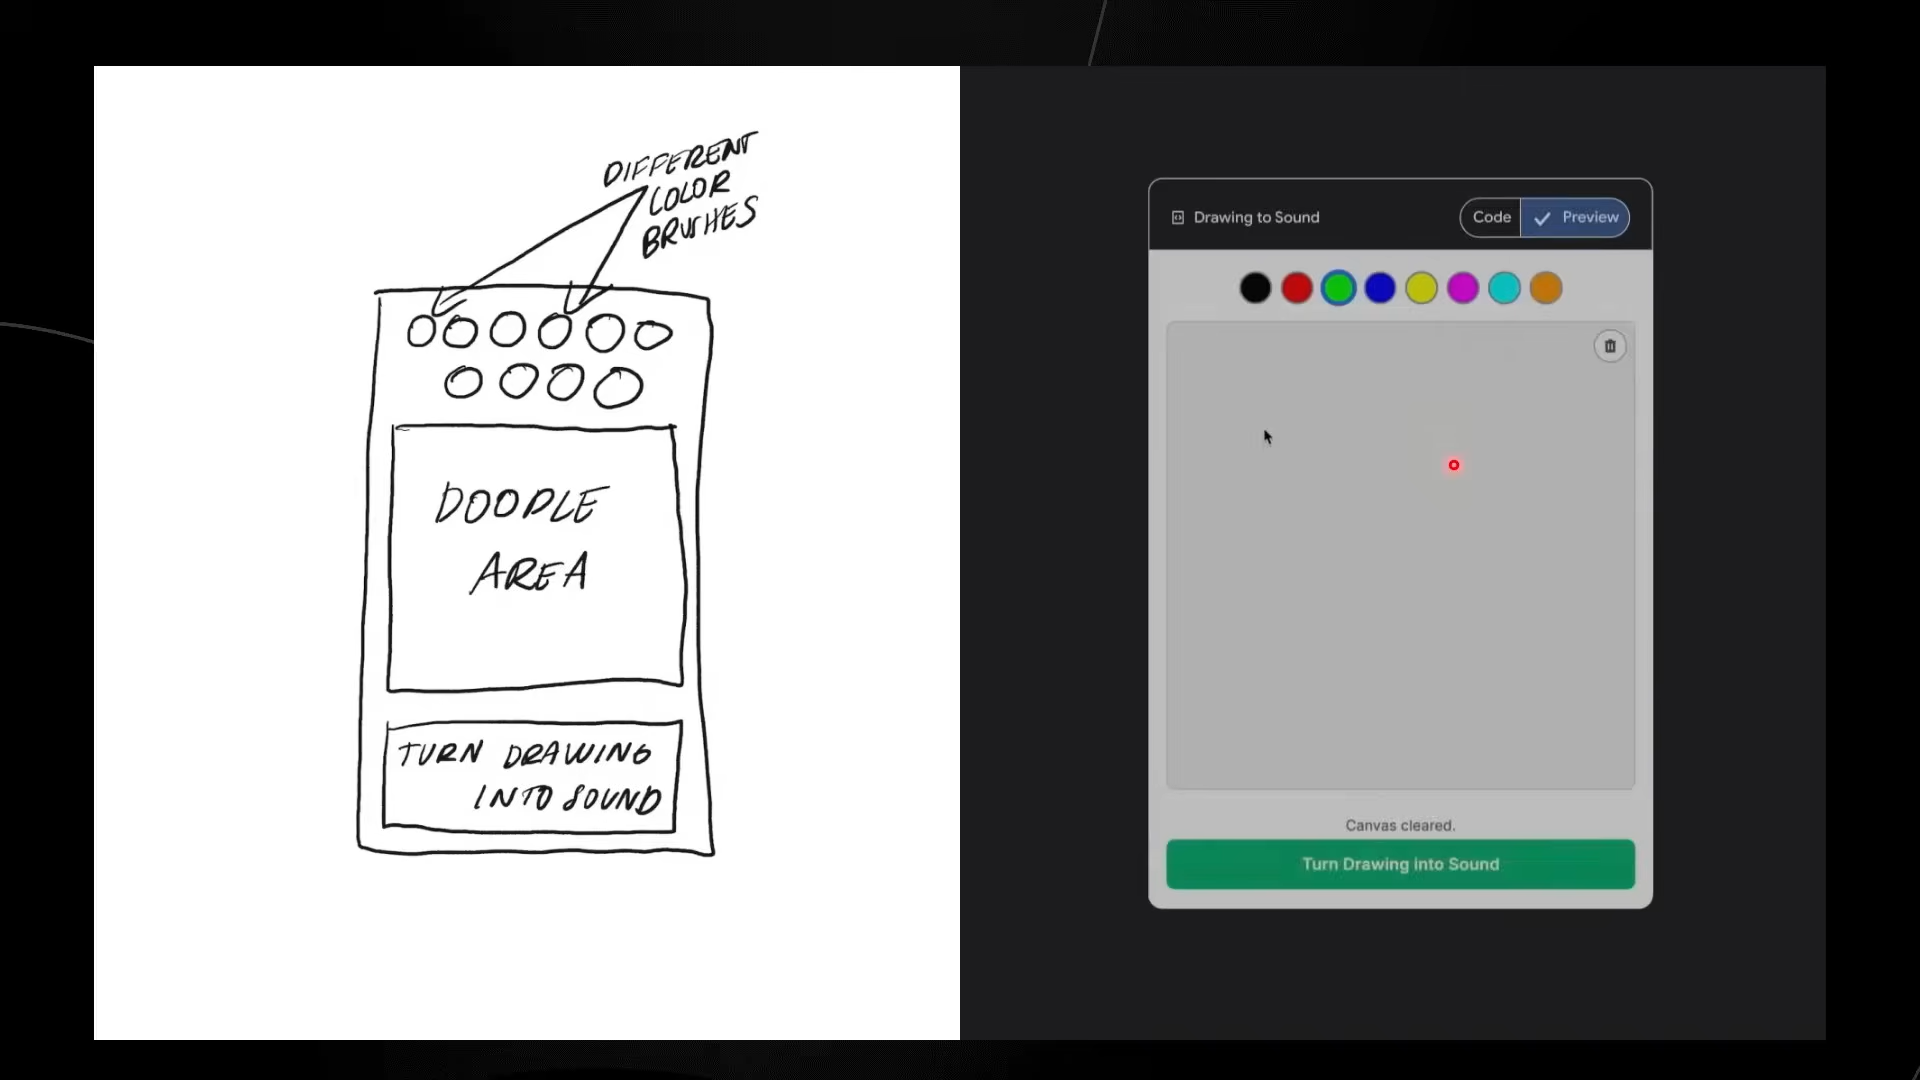 DIFFERENT
COLOR
BRUSHES
DOODLE
AREA
TURN DRAWING
INTO SOUND
Drawing to Sound
Code
Preview
Canvas cleared.
Turn Drawing into Sound